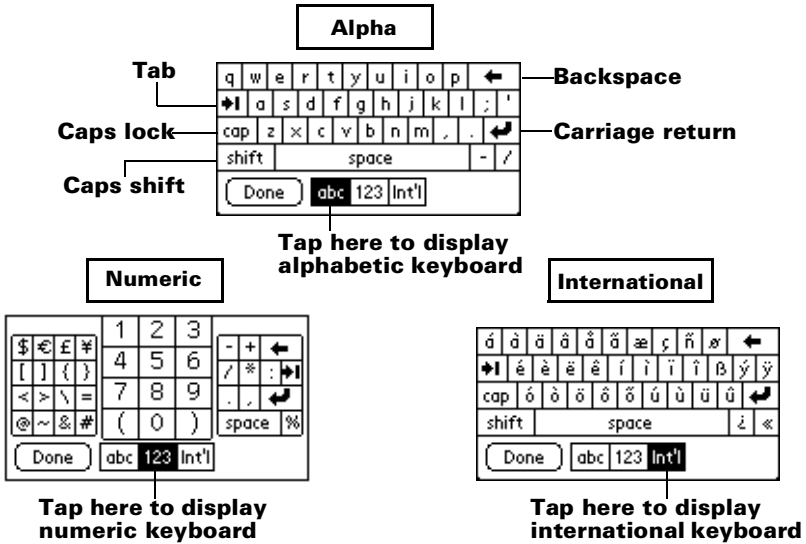 Alpha
Tab
q w e r t y u i o p
Backspace
a s d f g h j k l ; '
Caps lock
cap z x c v b n m , .
Carriage return
shift space - /
Caps shift
Done abc 123 Int'l
Tap here to display
alphabetic keyboard
Numeric
1 2 3
$ € £ ¥ - +
4 5 6
[ ] { } / * :
7 8 9
< > \ = . ,
@ ~ & # ( 0 ) space %
Done abc 123 Int'l
Tap here to display
numeric keyboard
International
á à ä â å ã æ ç ñ ø
é è ë ê í ì ï î ß ý ÿ
cap ó ò ö ô õ ú ù ü û
shift space ¿ «
Done abc 123 Int'l
Tap here to display
international keyboard